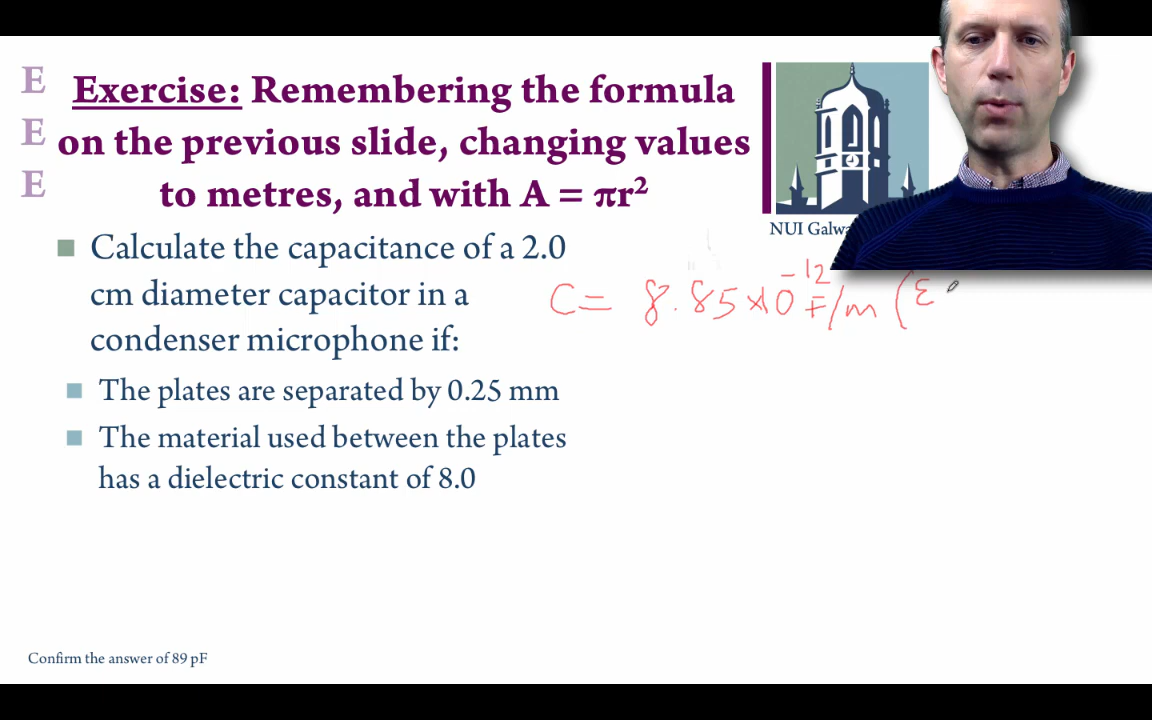 E
E
E
Exercise: Remembering the formula
on the previous slide, changing values
to metres, and with A = πr²
NUI Galwa
■ Calculate the capacitance of a 2.0
cm diameter capacitor in a
condenser microphone if:
C = 8.85x10⁻¹² F/m (ε
■ The plates are separated by 0.25 mm
■ The material used between the plates
has a dielectric constant of 8.0
Confirm the answer of 89 pF